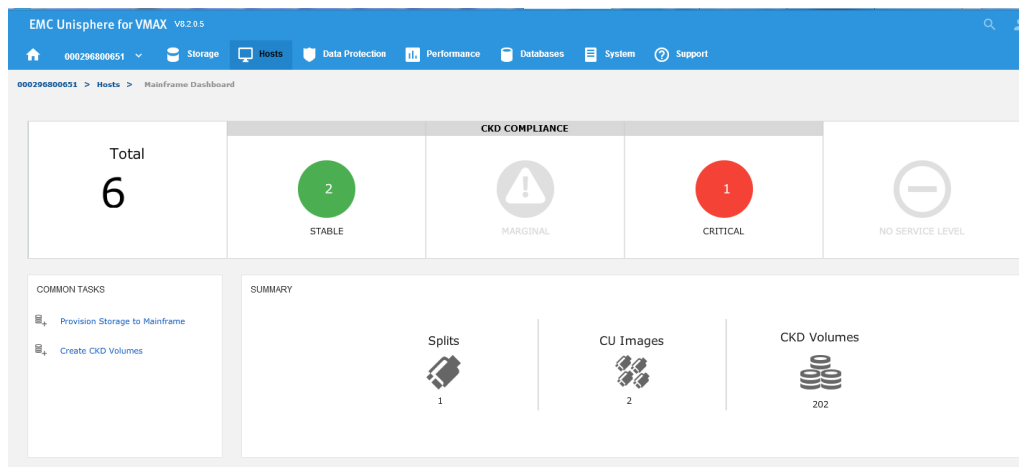 EMC Unisphere for VMAX V8.2.0.5
000296800651 Storage Hosts Data Protection Performance Databases System Support
000296800651 > Hosts > Mainframe Dashboard
CKD COMPLIANCE
Total
6
2
STABLE
MARGINAL
1
CRITICAL
NO SERVICE LEVEL
COMMON TASKS
Provision Storage to Mainframe
Create CKD Volumes
SUMMARY
Splits
1
CU Images
2
CKD Volumes
202